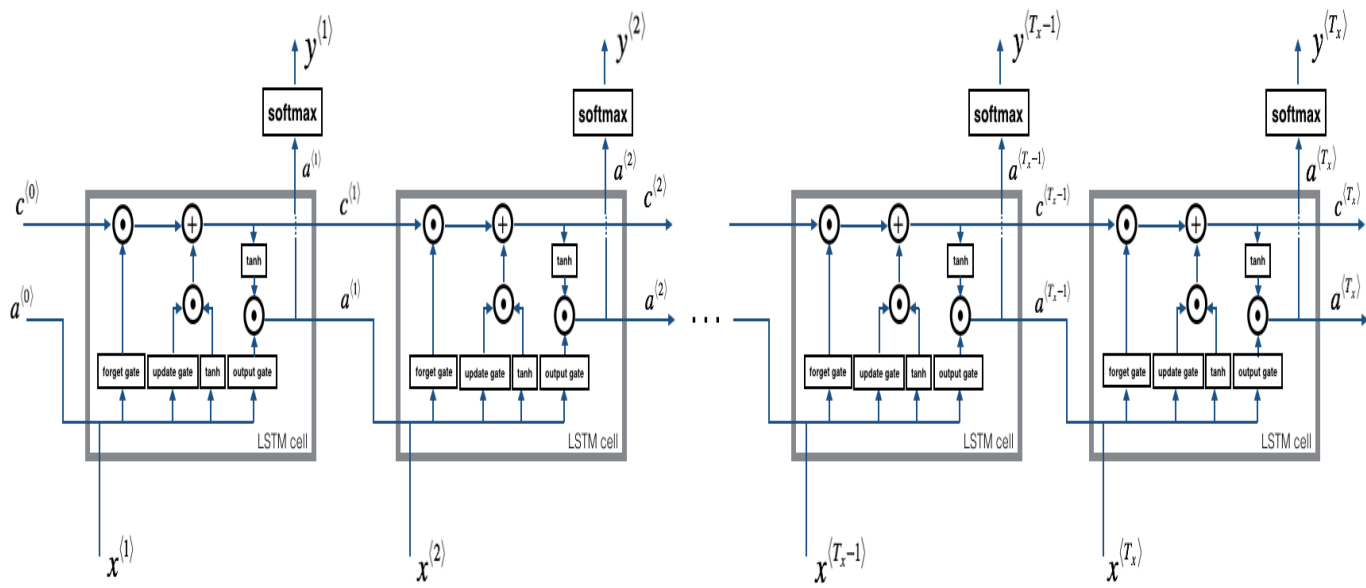 y⟨1⟩ y⟨2⟩ y⟨Tx−1⟩ y⟨Tx⟩
softmax softmax softmax softmax
a⟨1⟩ a⟨2⟩ a⟨Tx−1⟩ a⟨Tx⟩
c⟨0⟩ c⟨1⟩ c⟨2⟩ c⟨Tx−1⟩ c⟨Tx⟩
+ + + +
tanh tanh tanh tanh
a⟨0⟩ a⟨1⟩ a⟨2⟩ ... a⟨Tx−1⟩ a⟨Tx⟩
forget gate update gate tanh output gate forget gate update gate tanh output gate forget gate update gate tanh output gate forget gate update gate tanh output gate
LSTM cell LSTM cell LSTM cell LSTM cell
x⟨1⟩ x⟨2⟩ x⟨Tx−1⟩ x⟨Tx⟩